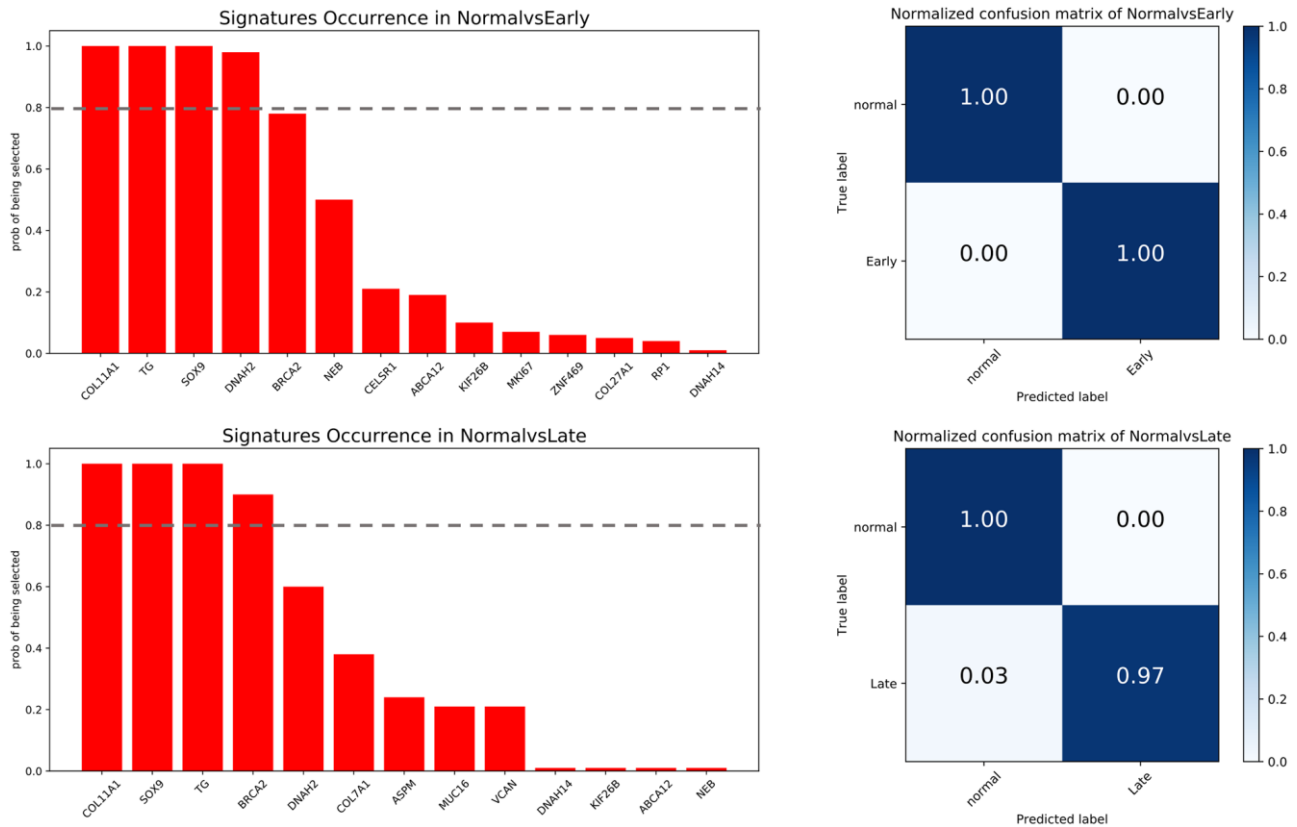 Signatures Occurrence in NormalvsEarly
prob of being selected
1.0
0.8
0.6
0.4
0.2
0.0
COL11A1
TG
SOX9
DNAH2
BRCA2
NEB
CELSR1
ABCA12
KIF26B
MKI67
ZNF469
COL27A1
RP1
DNAH14
Normalized confusion matrix of NormalvsEarly
True label
normal
Early
1.00 0.00
0.00 1.00
normal
Early
Predicted label
1.0
0.8
0.6
0.4
0.2
0.0
Signatures Occurrence in NormalvsLate
prob of being selected
1.0
0.8
0.6
0.4
0.2
0.0
COL11A1
SOX9
TG
BRCA2
DNAH2
COL7A1
ASPM
MUC16
VCAN
DNAH14
KIF26B
ABCA12
NEB
Normalized confusion matrix of NormalvsLate
True label
normal
Late
1.00 0.00
0.03 0.97
normal
Late
Predicted label
1.0
0.8
0.6
0.4
0.2
0.0